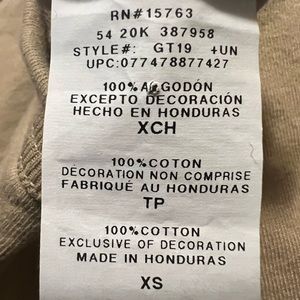 RN#15763
54 20K 387958
STYLE#: GT19 +UN
UPC:077478877427
100%ALGODÓN
EXCEPTO DECORACIÓN
HECHO EN HONDURAS
XCH
100%COTON
DÉCORATION NON COMPRISE
FABRIQUÉ AU HONDURAS
TP
100%COTTON
EXCLUSIVE OF DECORATION
MADE IN HONDURAS
XS